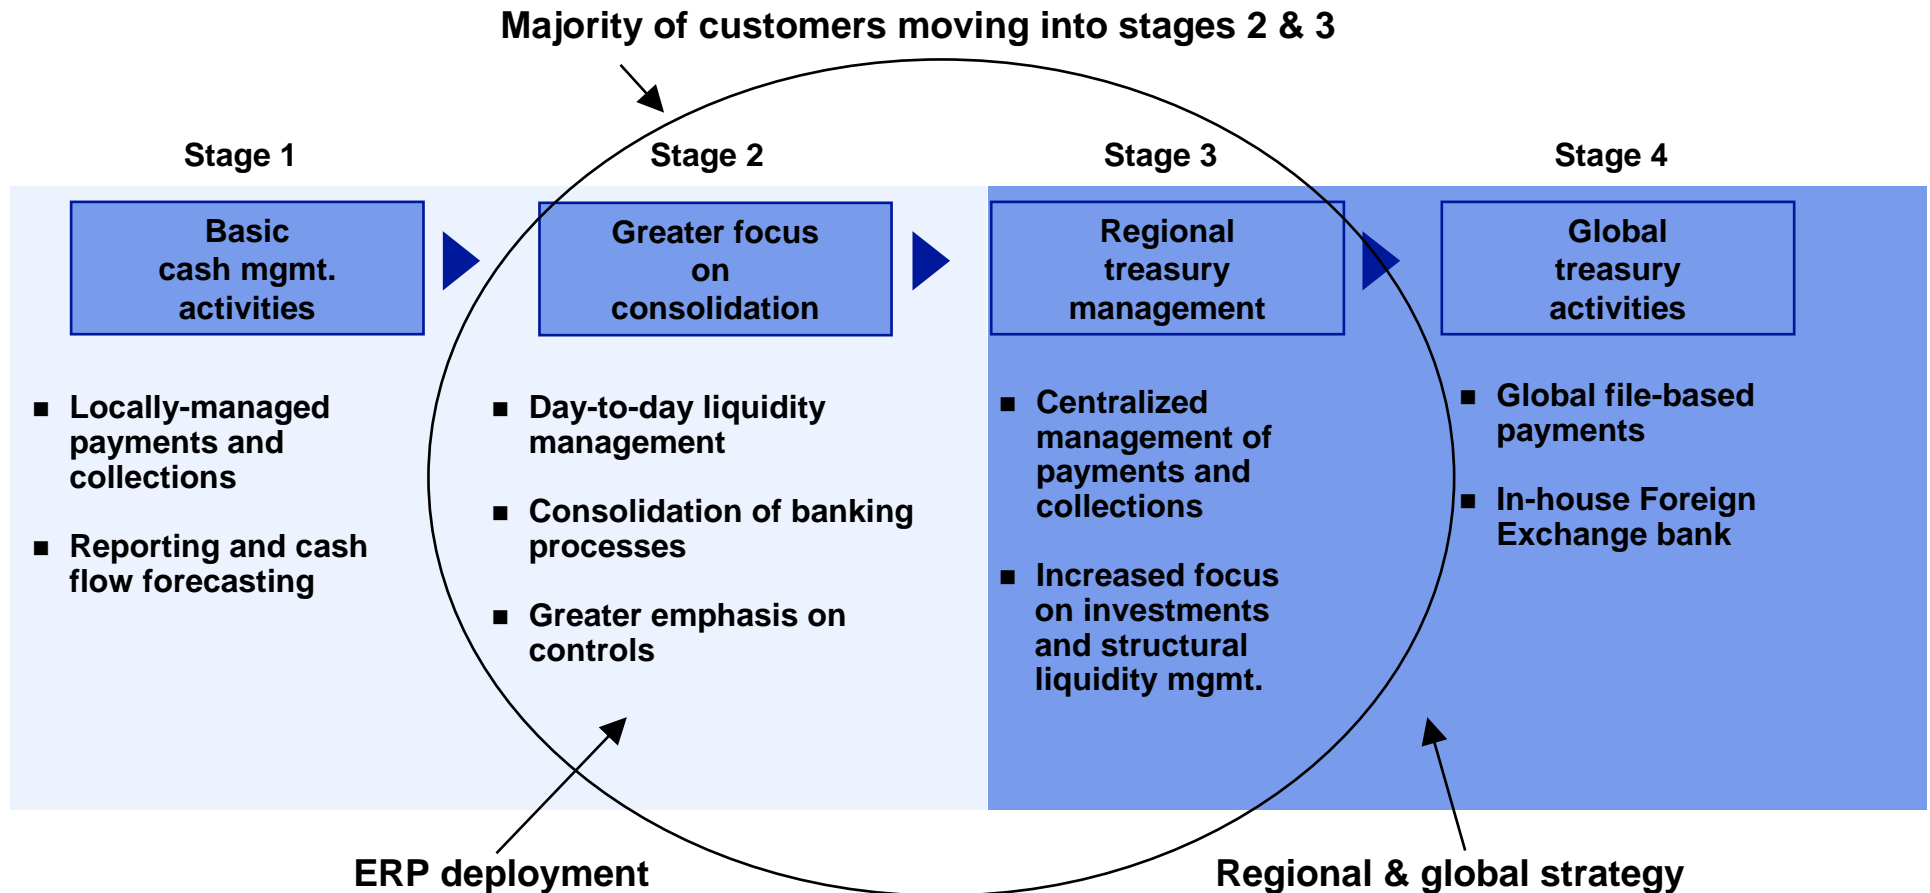 Majority of customers moving into stages 2 & 3
Stage 1
Stage 2
Stage 3
Stage 4
Basic
cash mgmt.
activities
Greater focus
on
consolidation
Regional
treasury
management
Global
treasury
activities
■ Locally-managed
payments and
collections
■ Reporting and cash
flow forecasting
■ Day-to-day liquidity
management
■ Consolidation of banking
processes
■ Greater emphasis on
controls
■ Centralized
management of
payments and
collections
■ Increased focus
on investments
and structural
liquidity mgmt.
■ Global file-based
payments
■ In-house Foreign
Exchange bank
ERP deployment
Regional & global strategy